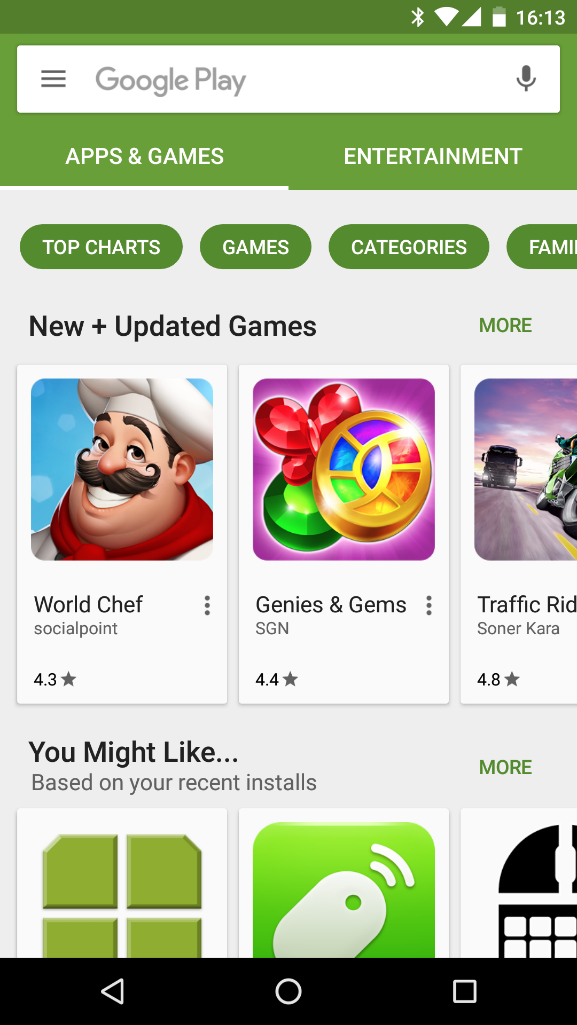 16:13
Google Play
APPS & GAMES
ENTERTAINMENT
TOP CHARTS
GAMES
CATEGORIES
FAMI
New + Updated Games
MORE
World Chef
socialpoint
4.3
Genies & Gems
SGN
4.4
Traffic Rid
Soner Kara
4.8
You Might Like...
Based on your recent installs
MORE